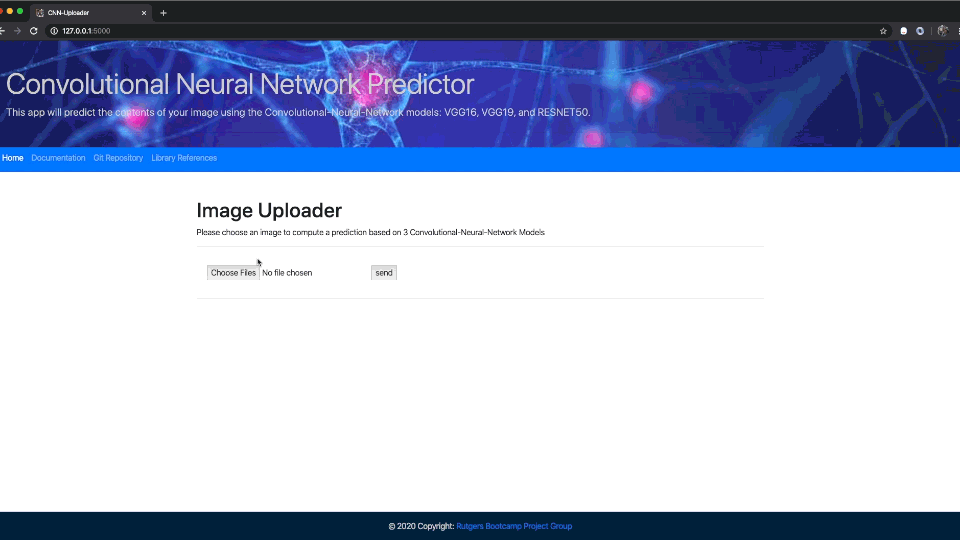 CNN-Uploader
127.0.0.1:5000
Convolutional Neural Network Predictor
This app will predict the contents of your image using the Convolutional-Neural-Network models: VGG16, VGG19, and RESNET50.
Home Documentation Git Repository Library References
Image Uploader
Please choose an image to compute a prediction based on 3 Convolutional-Neural-Network Models
Choose Files No file chosen send
© 2020 Copyright: Rutgers Bootcamp Project Group